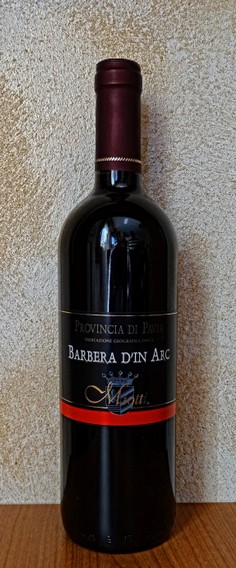 PROVINCIA DI PAVIA
INDICAZIONE GEOGRAFICA TIPICA
BARBERA D'IN ARC